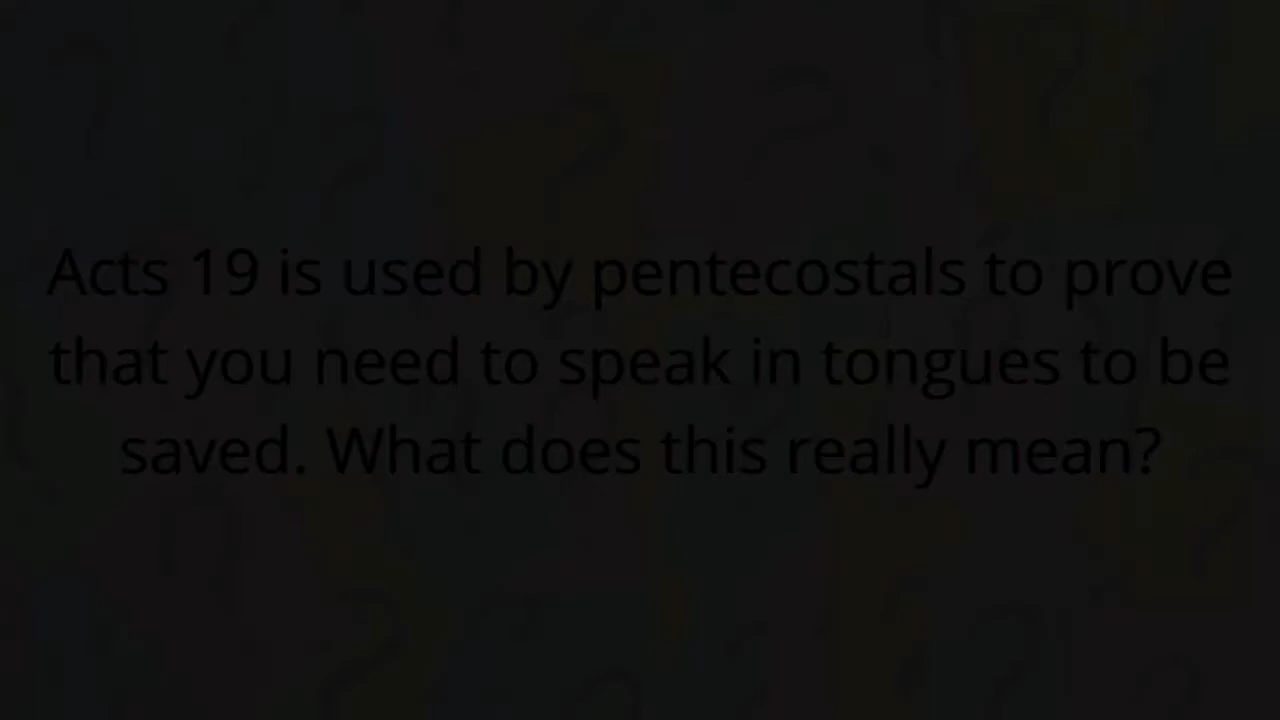 Acts 19 is used by pentecostals to prove
that you need to speak in tongues to be
saved. What does this really mean?